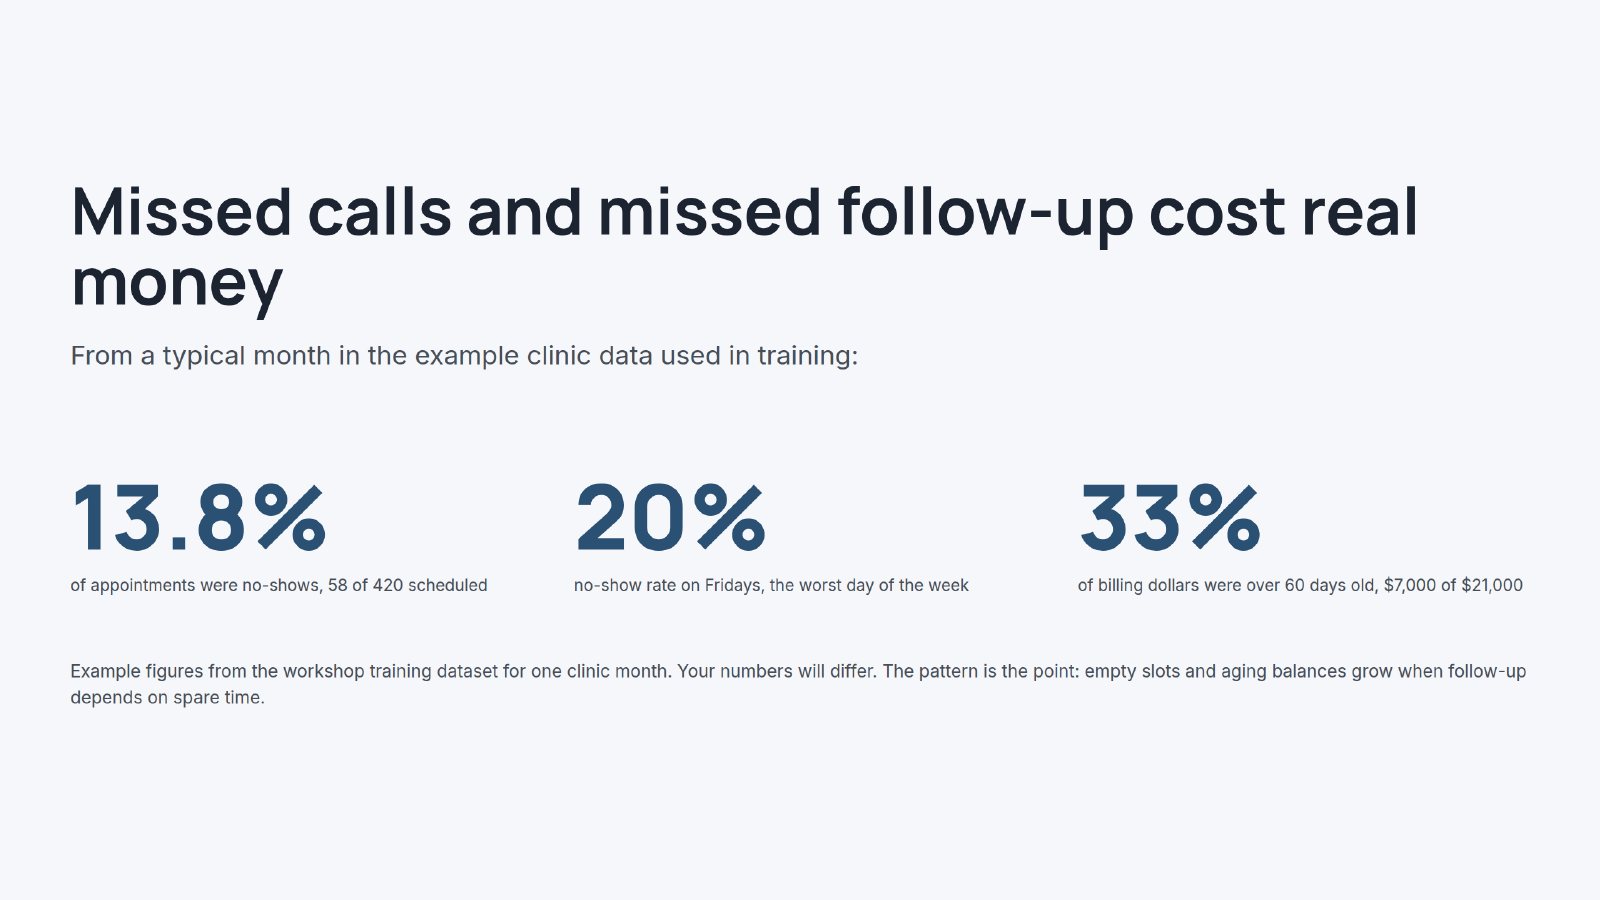 Missed calls and missed follow-up cost real
money
From a typical month in the example clinic data used in training:
13.8%
of appointments were no-shows, 58 of 420 scheduled
20%
no-show rate on Fridays, the worst day of the week
33%
of billing dollars were over 60 days old, $7,000 of $21,000
Example figures from the workshop training dataset for one clinic month. Your numbers will differ. The pattern is the point: empty slots and aging balances grow when follow-up
depends on spare time.